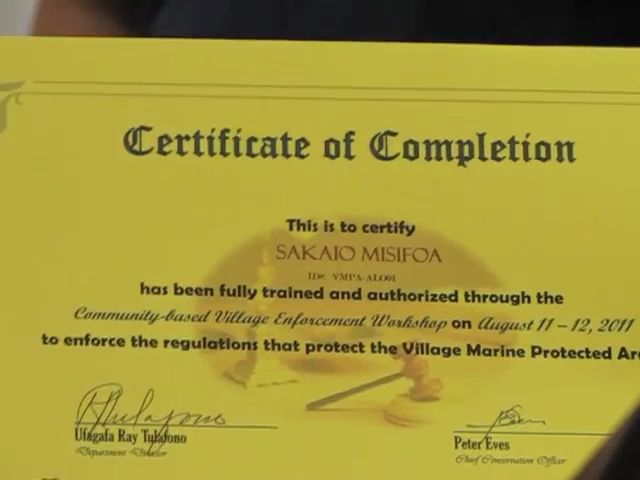 Certificate of Completion
This is to certify
SAKAIO MISIFOA
ID#: VMPA-AL001
has been fully trained and authorized through the
Community-based Village Enforcement Workshop on August 11 – 12, 2011
to enforce the regulations that protect the Village Marine Protected Are
Ufagafa Ray Tulafono
Peter Eves
Department Director
Chief Conservation Officer